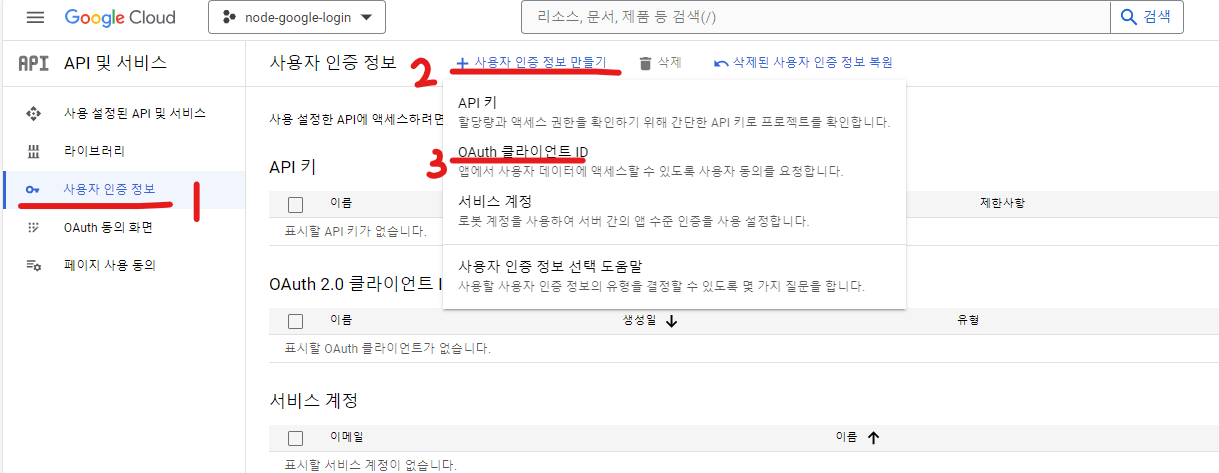 Google Cloud
node-google-login
리소스, 문서, 제품 등 검색(/)
검색
API
API 및 서비스
사용자 인증 정보
2
사용자 인증 정보 만들기
삭제
삭제된 사용자 인증 정보 복원
사용 설정된 API 및 서비스
라이브러리
사용자 인증 정보
1
OAuth 동의 화면
페이지 사용 동의
사용 설정한 API에 액세스하려면
API 키
할당량과 액세스 권한을 확인하기 위해 간단한 API 키로 프로젝트를 확인합니다.
3
OAuth 클라이언트 ID
앱에서 사용자 데이터에 액세스할 수 있도록 사용자 동의를 요청합니다.
서비스 계정
로봇 계정을 사용하여 서버 간의 앱 수준 인증을 사용 설정합니다.
사용자 인증 정보 선택 도움말
사용할 사용자 인증 정보의 유형을 결정할 수 있도록 몇 가지 질문을 합니다.
API 키
이름
제한사항
표시할 API 키가 없습니다.
OAuth 2.0 클라이언트 I
이름
생성일
유형
표시할 OAuth 클라이언트가 없습니다.
서비스 계정
이메일
이름
표시할 서비스 계정이 없습니다.